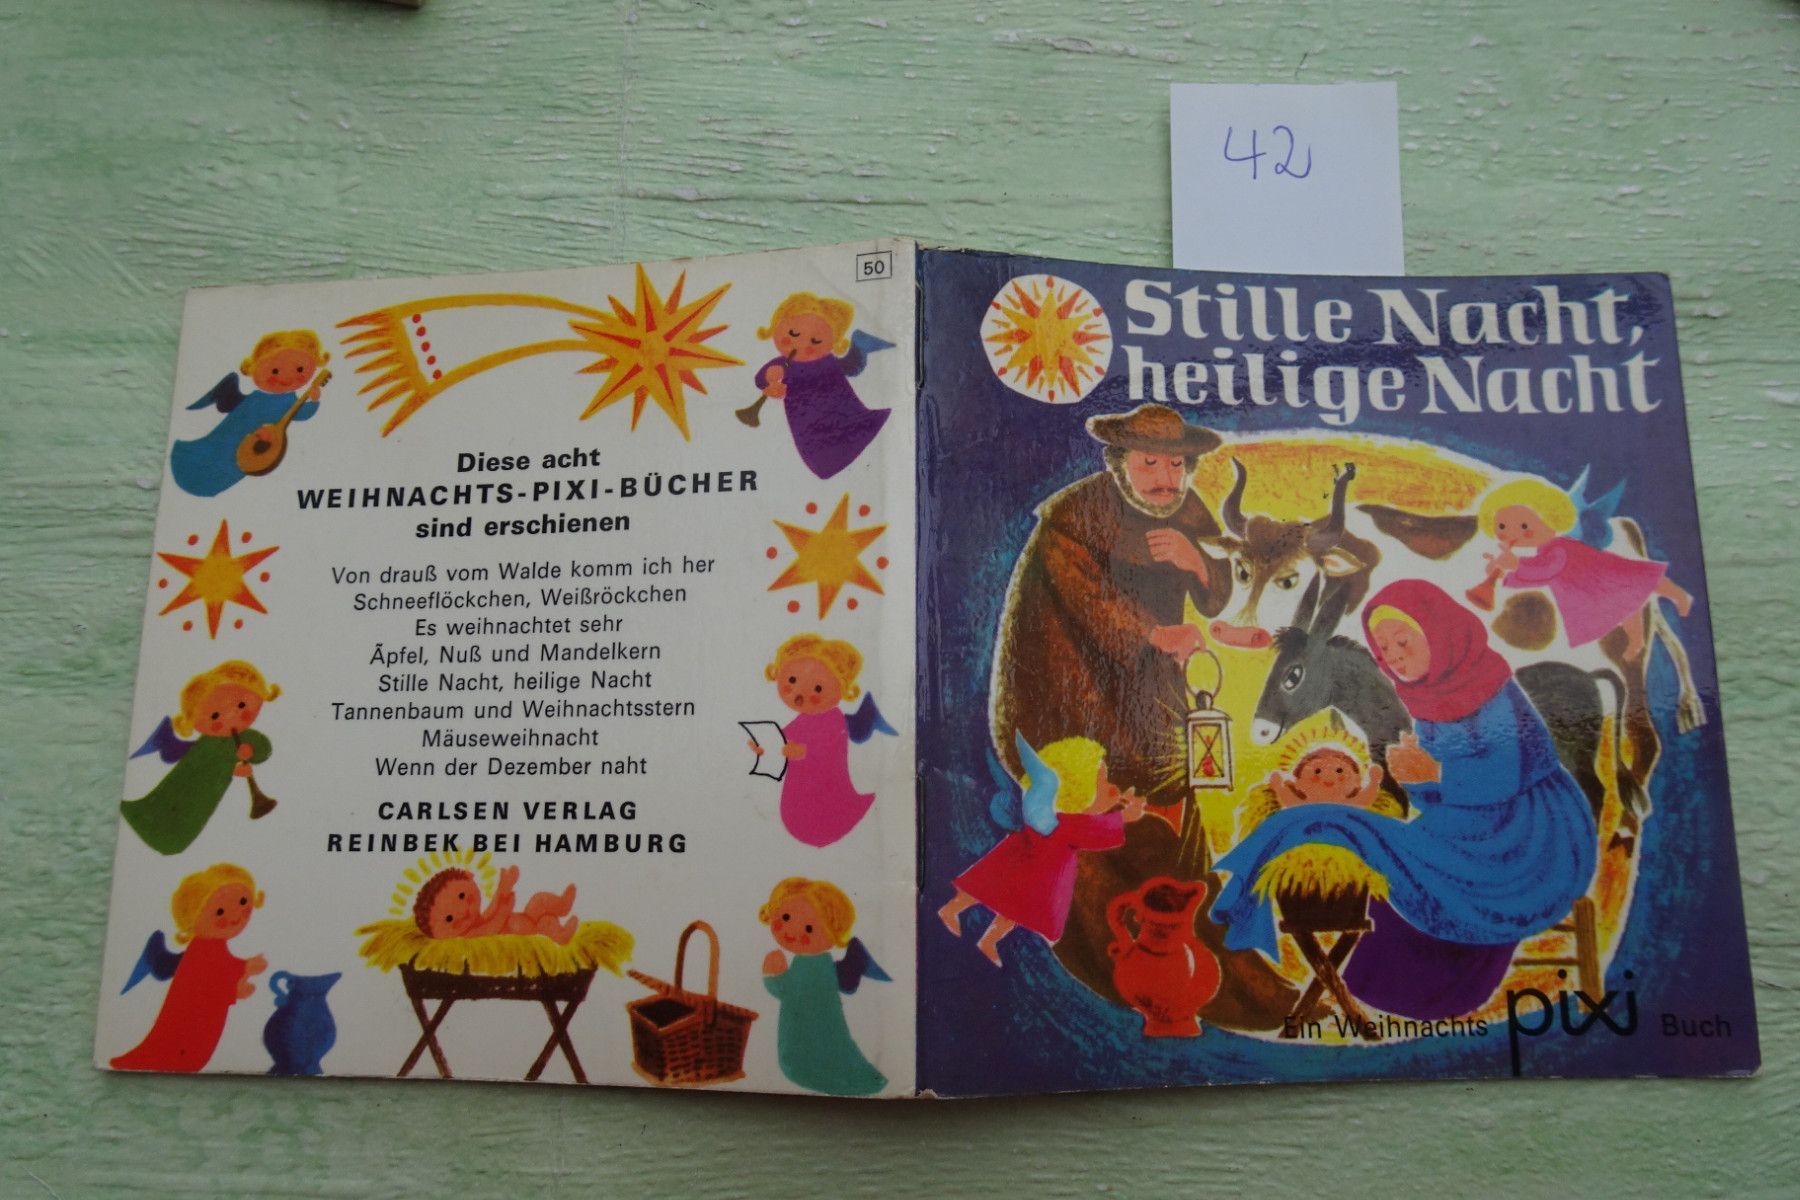 42
50
Diese acht
WEIHNACHTS-PIXI-BÜCHER
sind erschienen
Von drauß vom Walde komm ich her
Schneeflöckchen, Weißröckchen
Es weihnachtet sehr
Äpfel, Nuß und Mandelkern
Stille Nacht, heilige Nacht
Tannenbaum und Weihnachtsstern
Mäuseweihnacht
Wenn der Dezember naht
CARLSEN VERLAG
REINBEK BEI HAMBURG
Stille Nacht,
heilige Nacht
Ein Weihnachts pixi Buch